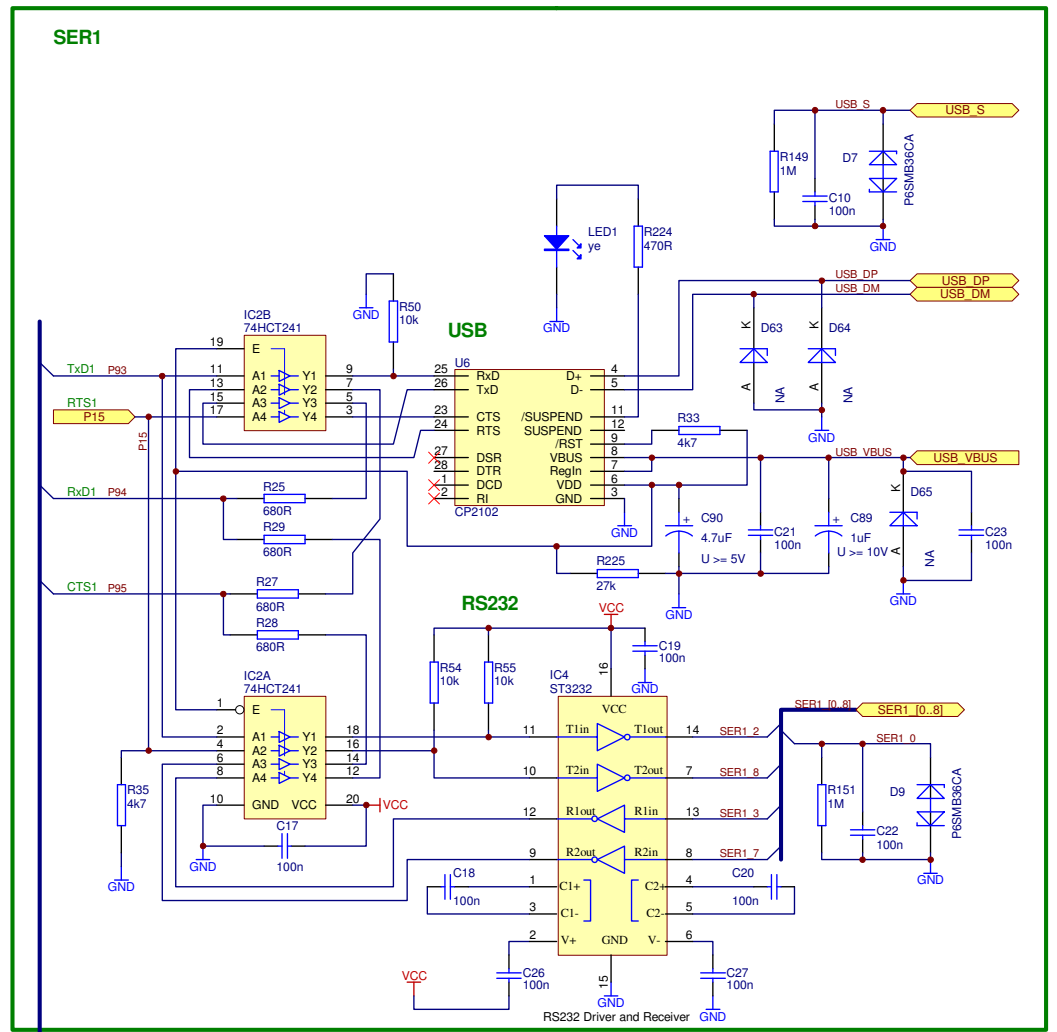 SER1
USB_S
USB_S
R149
1M
C10
100n
D7
P6SMB36CA
GND
LED1
ye
R224
470R
GND
GND
R50
10k
USB
USB_DP
USB_DP
USB_DM
USB_DM
K
D63
A
NA
K
D64
A
NA
GND
IC2B
74HCT241
19
E
11
A1
Y1
9
13
A2
Y2
7
15
A3
Y3
5
17
A4
Y4
3
TxD1
P93
RTS1
P15
P15
U6
25
RxD
D+
4
26
TxD
D-
5
23
CTS
/SUSPEND
11
24
RTS
SUSPEND
12
/RST
9
27
DSR
VBUS
8
28
DTR
RegIn
7
1
DCD
VDD
6
2
RI
GND
3
CP2102
GND
R33
4k7
USB_VBUS
USB_VBUS
K
D65
A
NA
C23
100n
GND
C90
4.7uF
U >= 5V
C21
100n
C89
1uF
U >= 10V
GND
R225
27k
RxD1
P94
R25
680R
R29
680R
CTS1
P95
R27
680R
R28
680R
RS232
VCC
C19
100n
GND
R54
10k
R55
10k
IC2A
74HCT241
1
E
2
A1
Y1
18
4
A2
Y2
16
6
A3
Y3
14
8
A4
Y4
12
10
GND
VCC
20
VCC
C17
100n
GND
R35
4k7
GND
IC4
ST3232
16
VCC
11
T1in
T1out
14
SER1_2
10
T2in
T2out
7
SER1_8
12
R1out
R1in
13
SER1_3
9
R2out
R2in
8
SER1_7
1
C1+
C2+
4
3
C1-
C2-
5
2
V+
GND
V-
6
15
GND
C18
100n
C20
100n
C26
100n
VCC
C27
100n
GND
RS232 Driver and Receiver
SER1_[0..8]
SER1_[0..8]
SER1_0
R151
1M
C22
100n
D9
P6SMB36CA
GND